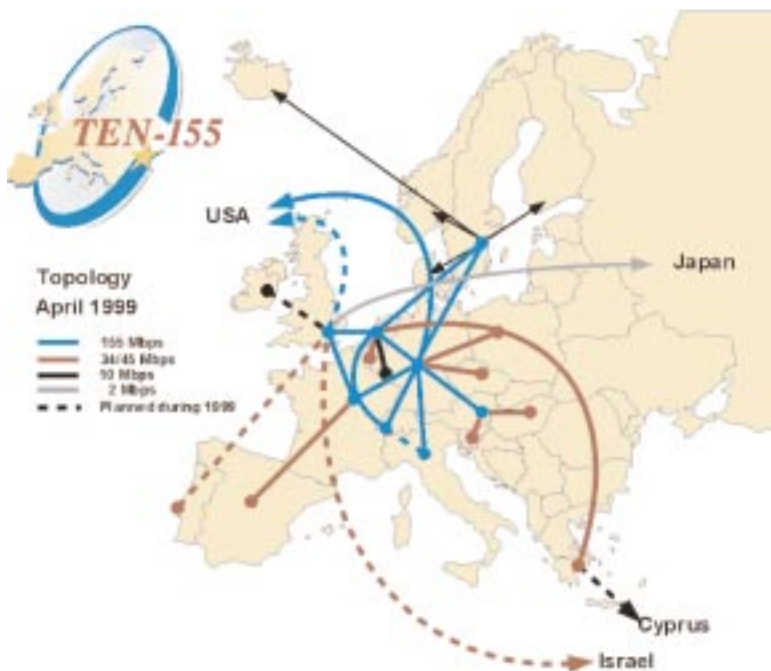 TEN-155
USA
Japan
Topology
April 1999
155 Mbps
34/45 Mbps
10 Mbps
2 Mbps
Planned during 1999
Cyprus
Israel